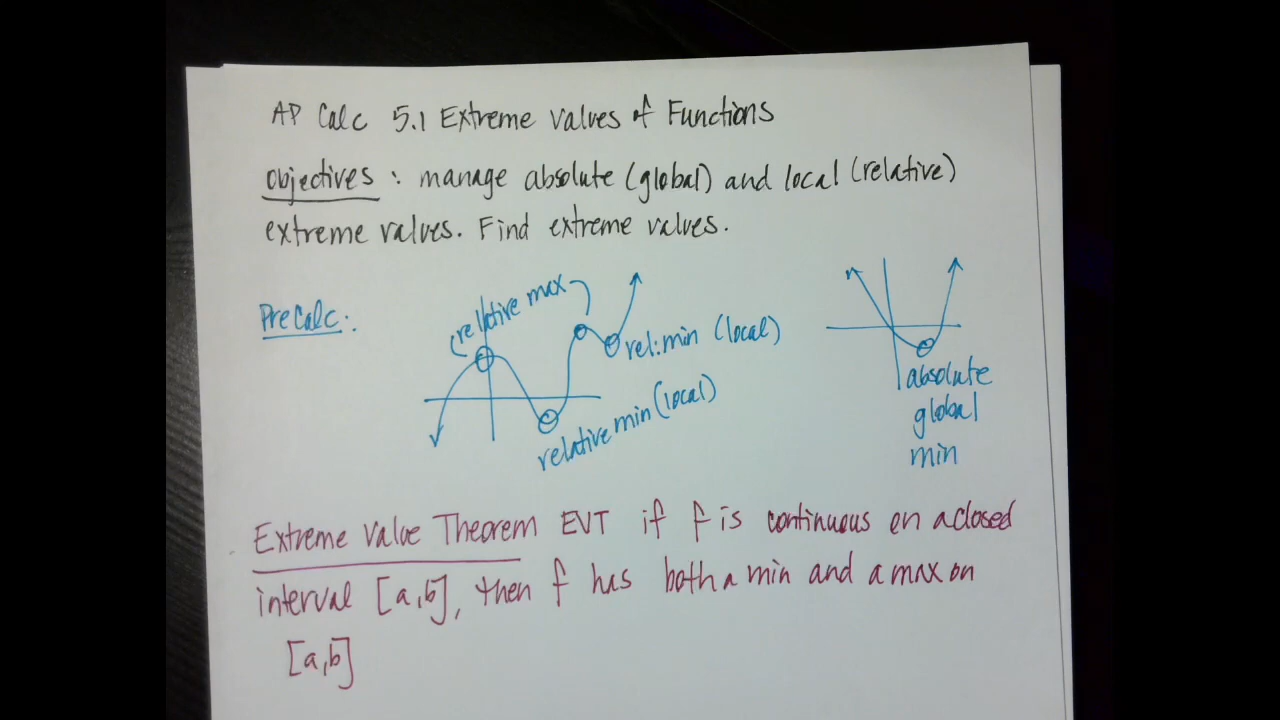 AP Calc 5.1 Extreme Values of Functions
Objectives : manage absolute (global) and local (relative)
extreme values. Find extreme values.
PreCalc:
relative max
rel. min (local)
relative min (local)
absolute
global
min
Extreme Value Theorem EVT if f is continuous on a closed
interval [a,b], then f has both a min and a max on
[a,b]